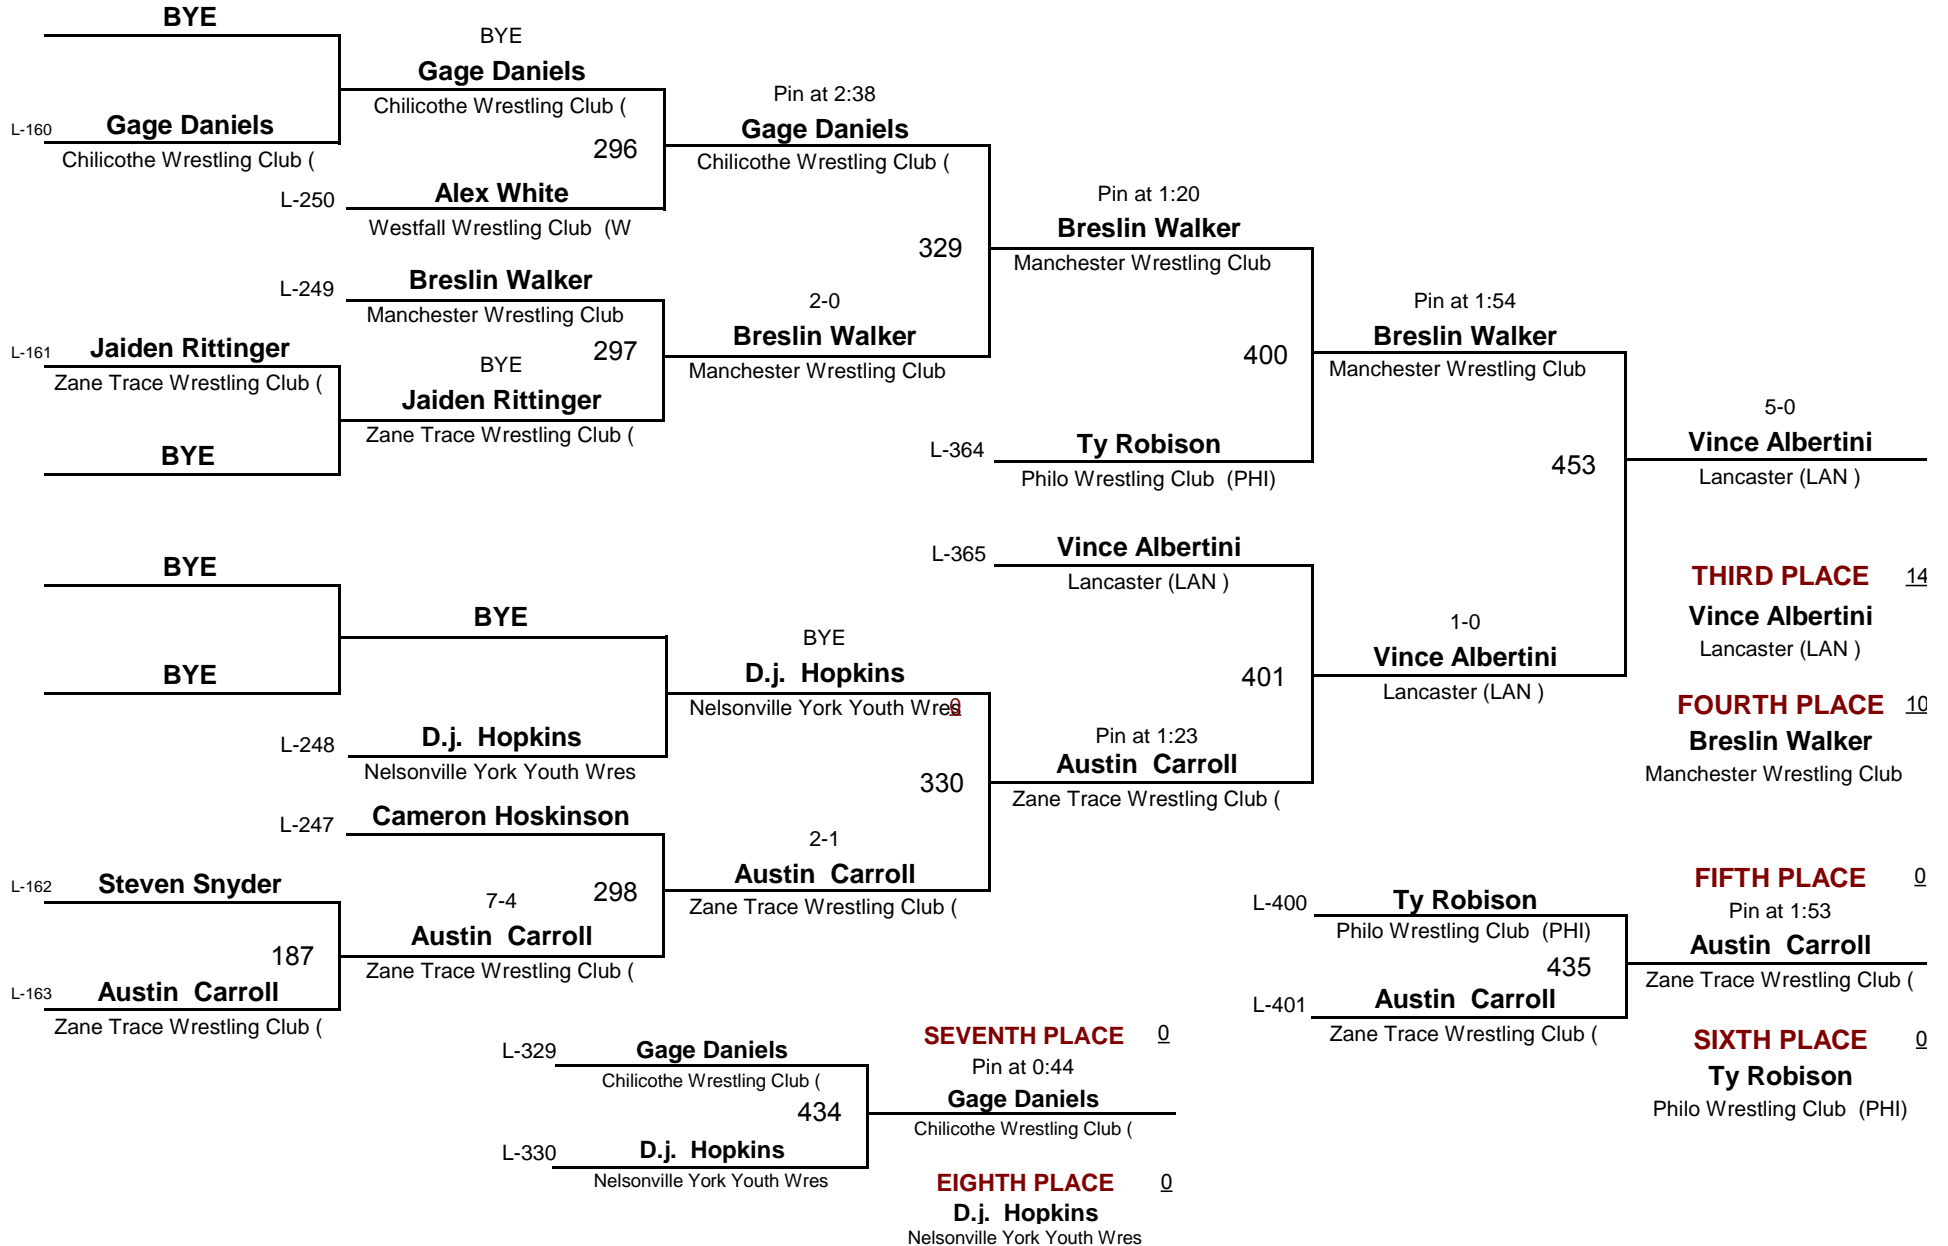 BYE
BYE
Gage Daniels
Chilicothe Wrestling Club (
L-160 Gage Daniels
Chilicothe Wrestling Club (
296
L-250 Alex White
Westfall Wrestling Club  (W
Pin at 2:38
Gage Daniels
Chilicothe Wrestling Club (
329
L-249 Breslin Walker
Manchester Wrestling Club
L-161 Jaiden Rittinger
Zane Trace Wrestling Club (
297
BYE
Jaiden Rittinger
Zane Trace Wrestling Club (
BYE
2-0
Breslin Walker
Manchester Wrestling Club
Pin at 1:20
Breslin Walker
Manchester Wrestling Club
400
L-364 Ty Robison
Philo Wrestling Club  (PHI)
Pin at 1:54
Breslin Walker
Manchester Wrestling Club
453
5-0
Vince Albertini
Lancaster (LAN )
BYE
BYE
BYE
BYE
D.j.  Hopkins
Nelsonville York Youth Wres
0
L-248 D.j.  Hopkins
Nelsonville York Youth Wres
330
L-247 Cameron Hoskinson
L-162 Steven Snyder
298
7-4
Austin  Carroll
Zane Trace Wrestling Club (
187
L-163 Austin  Carroll
Zane Trace Wrestling Club (
2-1
Austin  Carroll
Zane Trace Wrestling Club (
L-365 Vince Albertini
Lancaster (LAN )
401
Pin at 1:23
Austin  Carroll
Zane Trace Wrestling Club (
1-0
Vince Albertini
Lancaster (LAN )
THIRD PLACE 14
Vince Albertini
Lancaster (LAN )
FOURTH PLACE 10
Breslin Walker
Manchester Wrestling Club
L-400 Ty Robison
Philo Wrestling Club  (PHI)
435
L-401 Austin  Carroll
Zane Trace Wrestling Club (
FIFTH PLACE 0
Pin at 1:53
Austin  Carroll
Zane Trace Wrestling Club (
SIXTH PLACE 0
Ty Robison
Philo Wrestling Club  (PHI)
L-329 Gage Daniels
Chilicothe Wrestling Club (
434
L-330 D.j.  Hopkins
Nelsonville York Youth Wres
SEVENTH PLACE 0
Pin at 0:44
Gage Daniels
Chilicothe Wrestling Club (
EIGHTH PLACE 0
D.j.  Hopkins
Nelsonville York Youth Wres